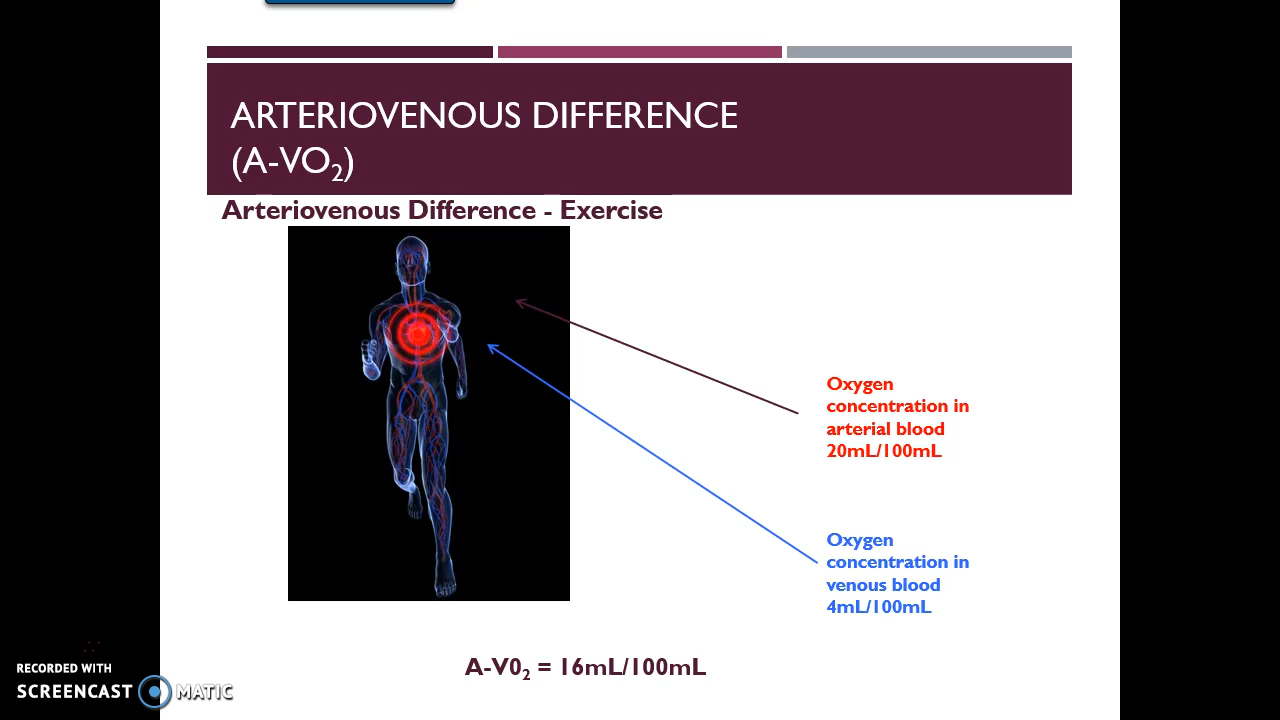 ARTERIOVENOUS DIFFERENCE
(A-VO₂)
Arteriovenous Difference - Exercise
Oxygen
concentration in
arterial blood
20mL/100mL
Oxygen
concentration in
venous blood
4mL/100mL
A-V0₂ = 16mL/100mL
RECORDED WITH
SCREENCAST MATIC